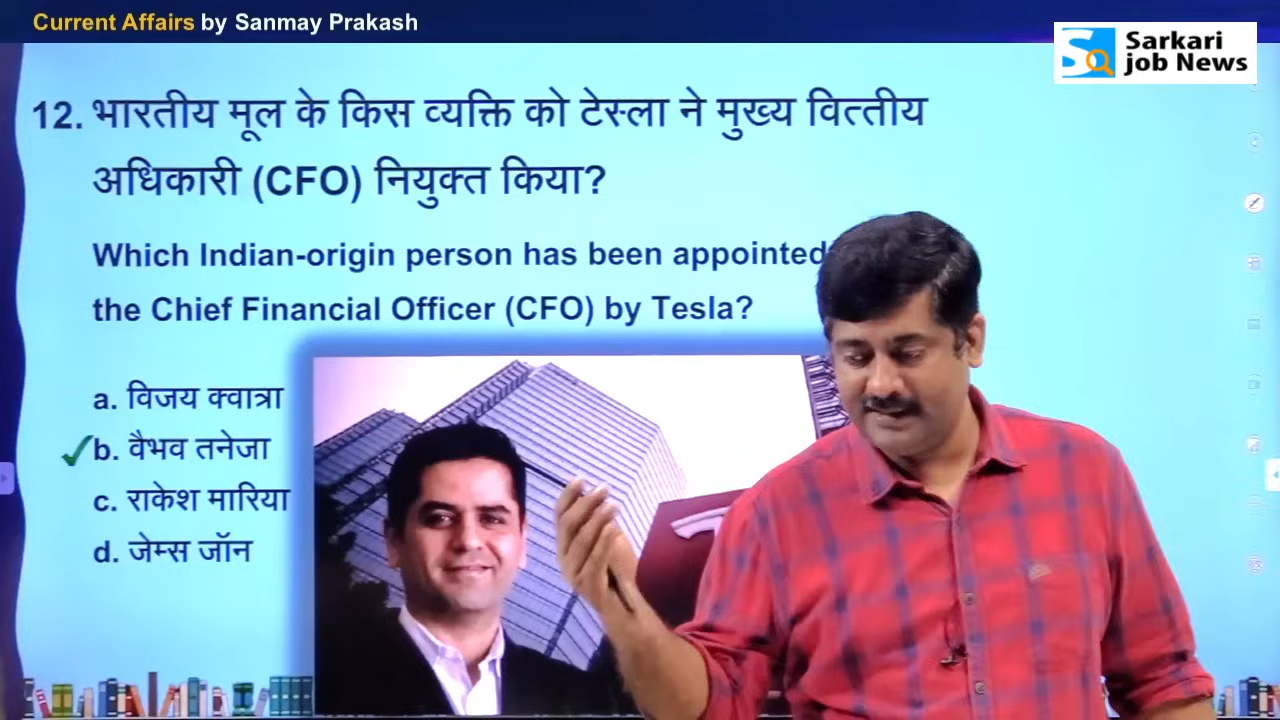 Current Affairs by Sanmay Prakash
Sarkari
job News
12. भारतीय मूल के किस व्यक्ति को टेस्ला ने मुख्य वित्तीय
अधिकारी (CFO) नियुक्त किया?
Which Indian-origin person has been appointed
the Chief Financial Officer (CFO) by Tesla?
a. विजय क्वात्रा
b. वैभव तनेजा
c. राकेश मारिया
d. जेम्स जॉन